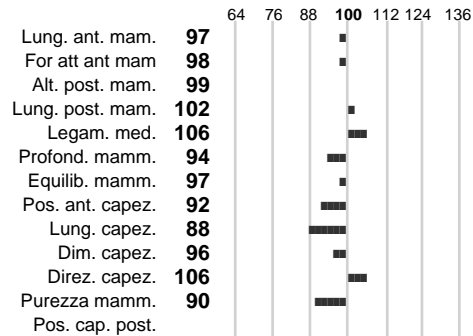 64 76 88 100 112 124 136
Lung. ant. mam. 97
For att ant mam 98
Alt. post. mam. 99
Lung. post. mam. 102
Legam. med. 106
Profond. mamm. 94
Equilib. mamm. 97
Pos. ant. capez. 92
Lung. capez. 88
Dim. capez. 96
Direz. capez. 106
Purezza mamm. 90
Pos. cap. post.